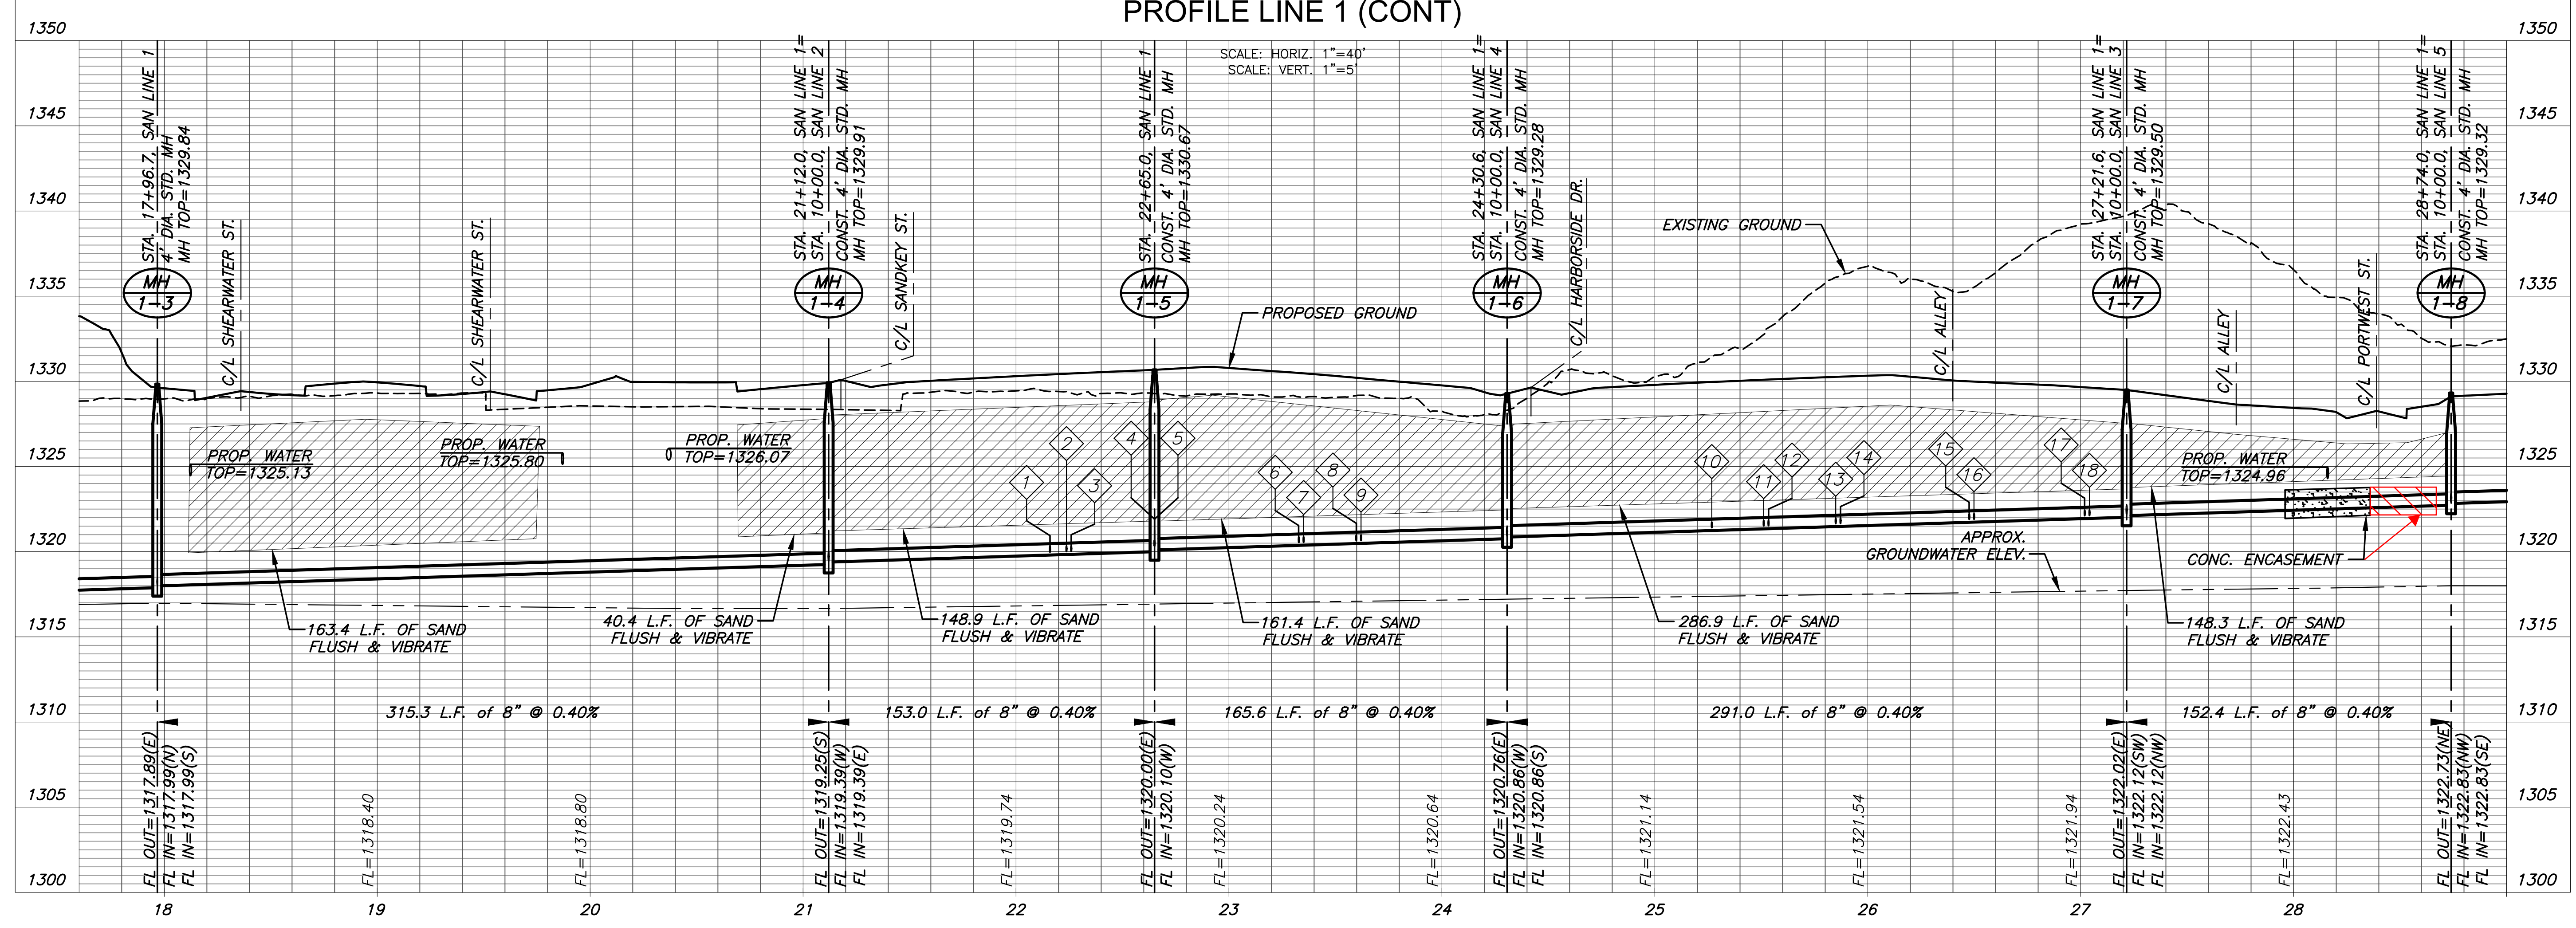 PROFILE LINE 1 (CONT)
SCALE: HORIZ. 1"=40'
SCALE: VERT. 1"=5'
1350
1345
1340
1335
1330
1325
1320
1315
1310
1305
1300
STA. 17+96.7, SAN LINE 1
4' DIA. STD. MH
MH TOP=1329.84
MH
1-3
C/L SHEARWATER ST.
C/L SHEARWATER ST.
STA. 21+12.0, SAN LINE 1=
STA. 10+00.0, SAN LINE 2
CONST. 4' DIA. STD. MH
MH TOP=1329.91
MH
1-4
C/L SANDKEY ST.
STA. 22+65.0, SAN LINE 1
CONST. 4' DIA. STD. MH
MH TOP=1330.67
MH
1-5
PROPOSED GROUND
STA. 24+30.6, SAN LINE 1=
STA. 10+00.0, SAN LINE 4
CONST. 4' DIA. STD. MH
MH TOP=1329.28
MH
1-6
C/L HARBORSIDE DR.
EXISTING GROUND
C/L ALLEY
STA. 27+21.6, SAN LINE 1=
STA. 10+00.0, SAN LINE 3
CONST. 4' DIA. STD. MH
MH TOP=1329.50
MH
1-7
C/L ALLEY
C/L PORTWEST ST.
STA. 28+74.0, SAN LINE 1=
STA. 10+00.0, SAN LINE 5
CONST. 4' DIA. STD. MH
MH TOP=1329.32
MH
1-8
1350
1345
1340
1335
1330
1325
1320
1315
1310
1305
1300
PROP. WATER
TOP=1325.13
PROP. WATER
TOP=1325.80
PROP. WATER
TOP=1326.07
1
2
3
4
5
6
7
8
9
10
11
12
13
14
15
16
17
18
PROP. WATER
TOP=1324.96
APPROX.
GROUNDWATER ELEV.
CONC. ENCASEMENT
163.4 L.F. OF SAND
FLUSH & VIBRATE
40.4 L.F. OF SAND
FLUSH & VIBRATE
148.9 L.F. OF SAND
FLUSH & VIBRATE
161.4 L.F. OF SAND
FLUSH & VIBRATE
286.9 L.F. OF SAND
FLUSH & VIBRATE
148.3 L.F. OF SAND
FLUSH & VIBRATE
315.3 L.F. of 8" @ 0.40%
153.0 L.F. of 8" @ 0.40%
165.6 L.F. of 8" @ 0.40%
291.0 L.F. of 8" @ 0.40%
152.4 L.F. of 8" @ 0.40%
FL OUT=1317.89(E)
FL IN=1317.99(N)
FL IN=1317.99(S)
FL=1318.40
FL=1318.80
FL OUT=1319.25(S)
FL IN=1319.39(W)
FL IN=1319.39(E)
FL=1319.74
FL OUT=1320.00(E)
FL IN=1320.10(W)
FL=1320.24
FL=1320.64
FL OUT=1320.76(E)
FL IN=1320.86(W)
FL IN=1320.86(S)
FL=1321.14
FL=1321.54
FL=1321.94
FL OUT=1322.02(E)
FL IN=1322.12(SW)
FL IN=1322.12(NW)
FL=1322.43
FL OUT=1322.73(NE)
FL IN=1322.83(NW)
FL IN=1322.83(SE)
18
19
20
21
22
23
24
25
26
27
28